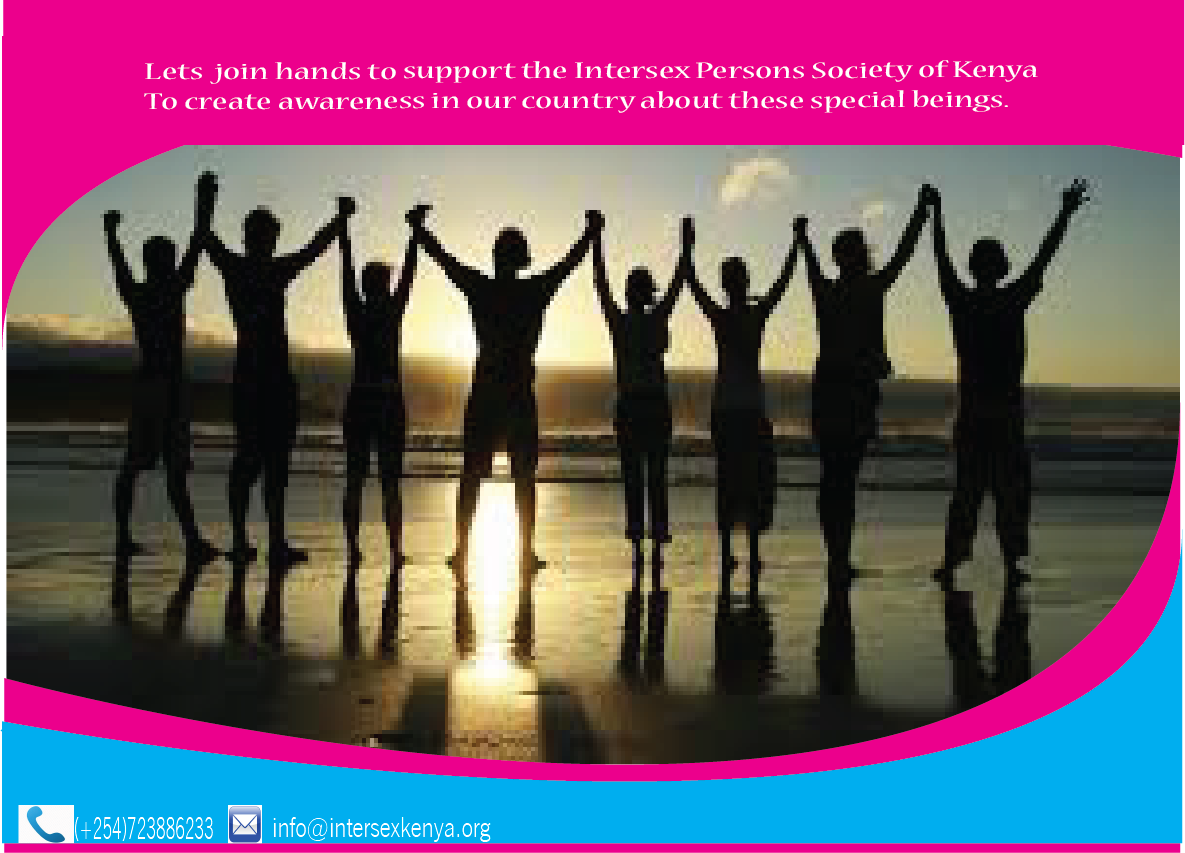 Lets join hands to support the Intersex Persons Society of Kenya
To create awareness in our country about these special beings.
(+254)723886233 info@intersexkenya.org